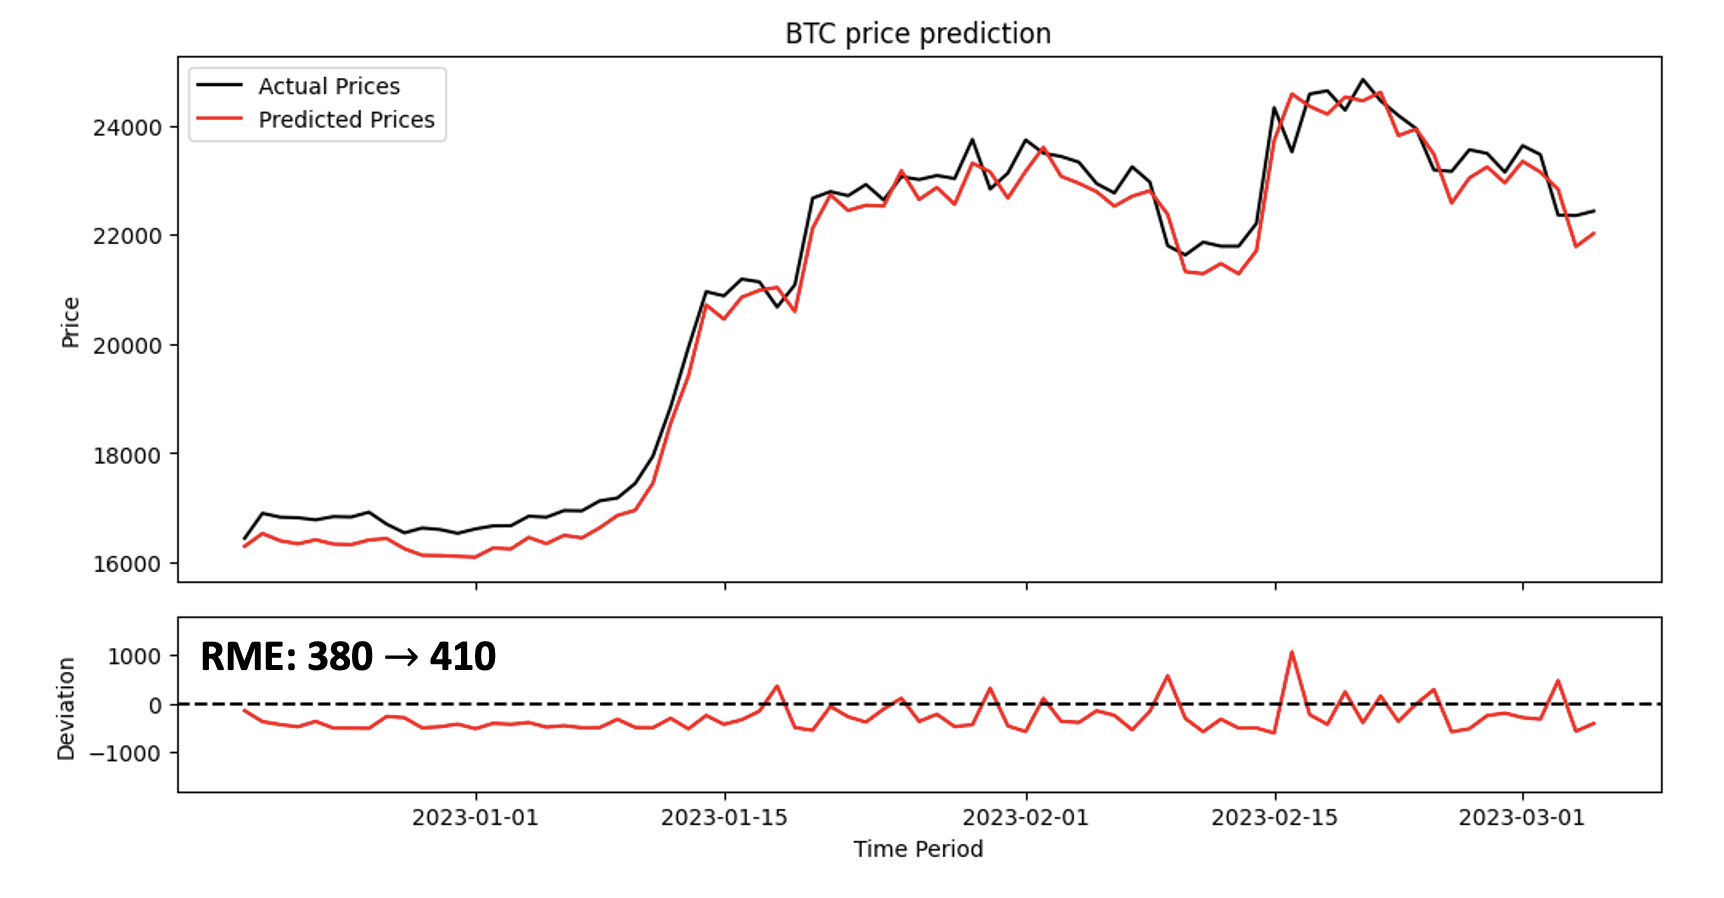 BTC price prediction
Actual Prices
Predicted Prices
24000
22000
20000
18000
16000
Price
RME: 380 → 410
1000
0
−1000
Deviation
2023-01-01
2023-01-15
2023-02-01
2023-02-15
2023-03-01
Time Period